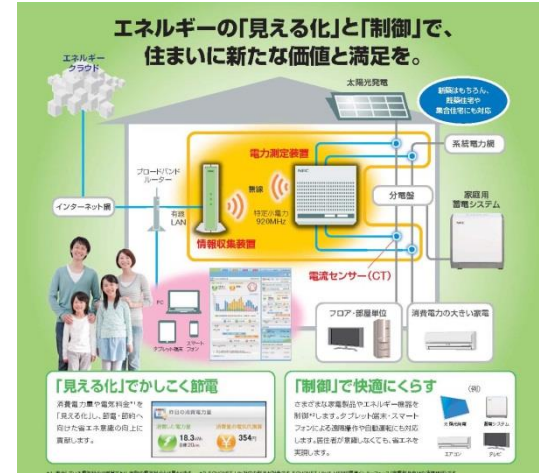 エネルギーの「見える化」と「制御」で、
住まいに新たな価値と満足を。
エネルギー
クラウド
太陽光発電
新築はもちろん、
既築住宅や
集合住宅にも対応
電力測定装置
系統電力網
ブロードバンド
ルーター
無線
NEC
分電盤
家庭用
蓄電システム
インターネット網
有線
LAN
特定小電力
920MHz
情報収集装置
電流センサー(CT)
PC
タブレット端末
スマート
フォン
フロア・部屋単位
消費電力の大きい家電
「見える化」でかしこく節電
消費電力量や電気料金*¹を
「見える化」し、節電・節約へ
向けた省エネ意識の向上に
貢献します。
昨日の消費電力量
18.3
354円
「制御」で快適にくらす
(例)
さまざまな家電製品やエネルギー機器を
制御*²します。タブレット端末・スマート
フォンによる遠隔操作や自動運転にも対応
します。居住者が意識しなくても、省エネを
実現します。
太陽光発電
蓄電システム
エアコン
テレビ